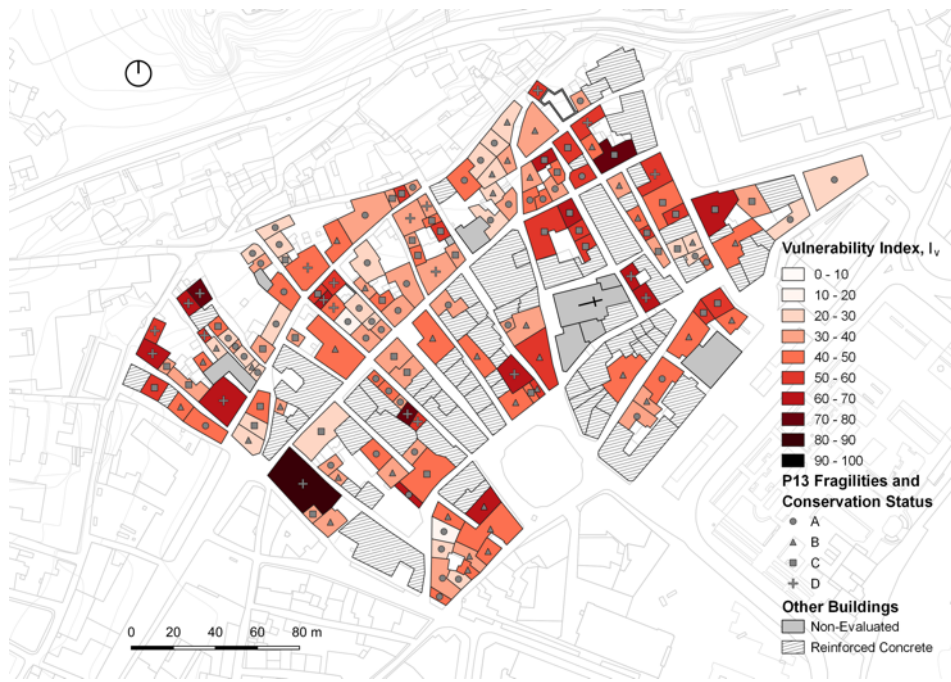 Vulnerability Index, Iv
0 - 10
10 - 20
20 - 30
30 - 40
40 - 50
50 - 60
60 - 70
70 - 80
80 - 90
90 - 100
P13 Fragilities and
Conservation Status
A
B
C
D
Other Buildings
Non-Evaluated
Reinforced Concrete
0 20 40 60 80 m